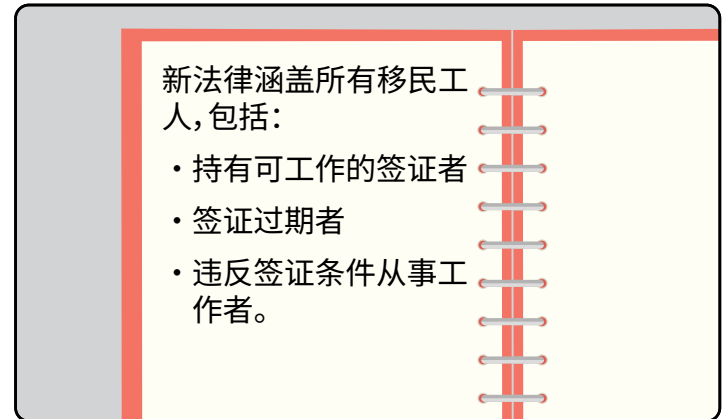 新法律涵盖所有移民工
人，包括：
・持有可工作的签证者
・签证过期者
・违反签证条件从事工
作者。